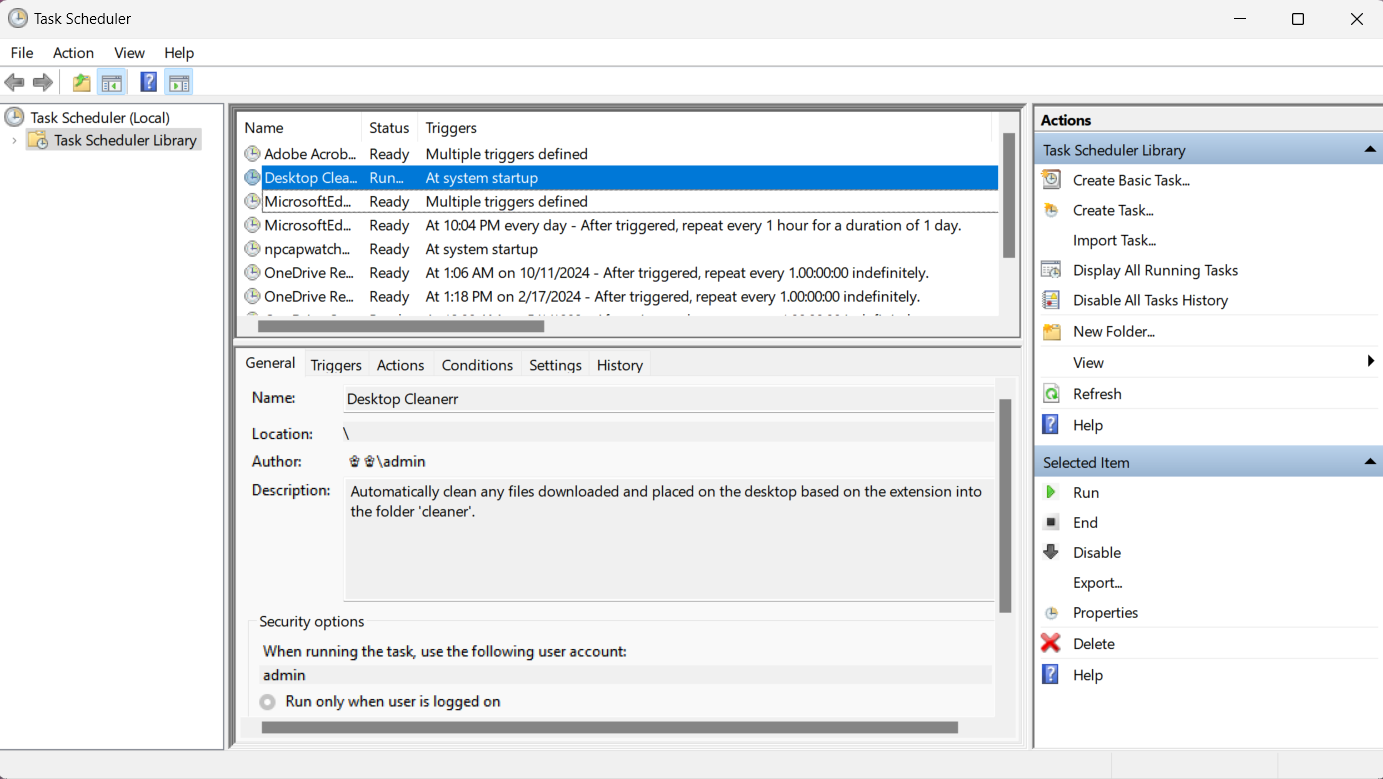 Task Scheduler
File Action View Help
Task Scheduler (Local)
Task Scheduler Library
Name Status Triggers
Adobe Acrob... Ready Multiple triggers defined
Desktop Clea... Run... At system startup
MicrosoftEd... Ready Multiple triggers defined
MicrosoftEd... Ready At 10:04 PM every day - After triggered, repeat every 1 hour for a duration of 1 day.
npcapwatch... Ready At system startup
OneDrive Re... Ready At 1:06 AM on 10/11/2024 - After triggered, repeat every 1.00:00:00 indefinitely.
OneDrive Re... Ready At 1:18 PM on 2/17/2024 - After triggered, repeat every 1.00:00:00 indefinitely.
General Triggers Actions Conditions Settings History
Name: Desktop Cleanerr
Location: \
Author: ♚♚\admin
Description: Automatically clean any files downloaded and placed on the desktop based on the extension into
the folder 'cleaner'.
Security options
When running the task, use the following user account:
admin
Run only when user is logged on
Actions
Task Scheduler Library
Create Basic Task...
Create Task...
Import Task...
Display All Running Tasks
Disable All Tasks History
New Folder...
View
Refresh
Help
Selected Item
Run
End
Disable
Export...
Properties
Delete
Help